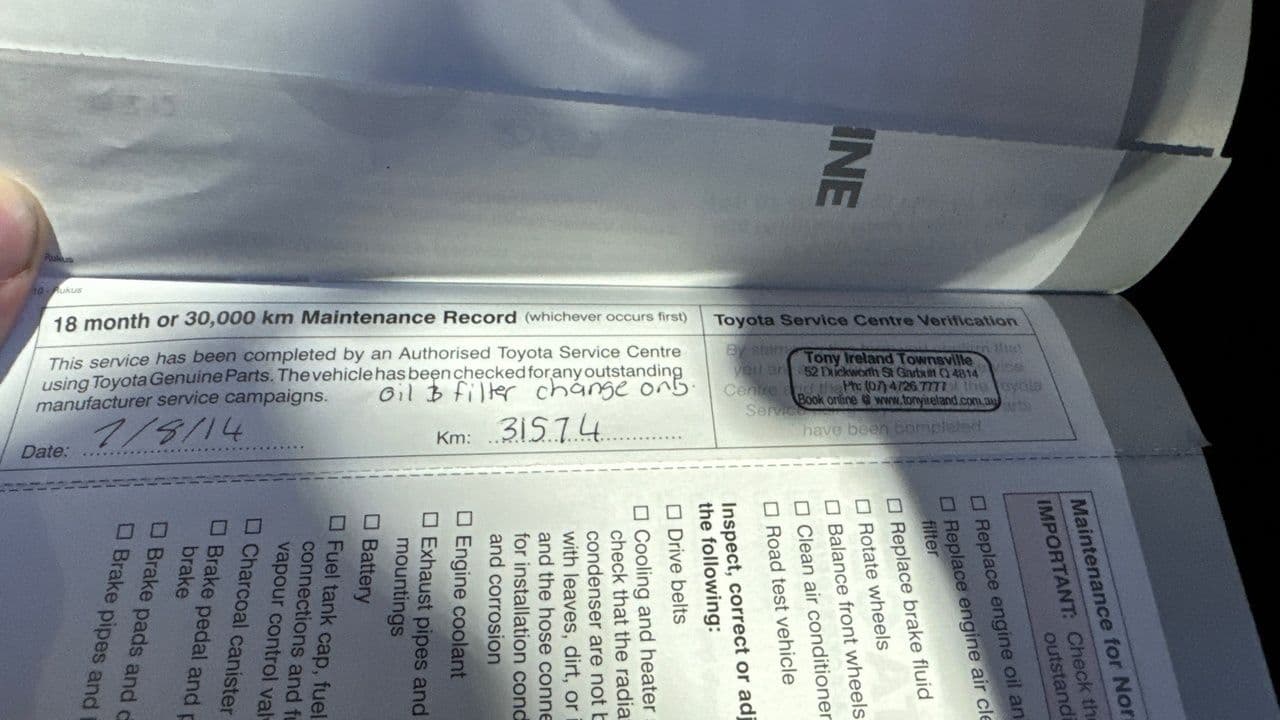 INE
Rukus
10 - Rukus
18 month or 30,000 km Maintenance Record (whichever occurs first)
This service has been completed by an Authorised Toyota Service Centre
using Toyota Genuine Parts. The vehicle has been checked for any outstanding
manufacturer service campaigns.
Oil & filter change only.
Date: 7/8/14
Km: 31574
Toyota Service Centre Verification
Tony Ireland Townsville
52 Duckworth St Garbutt Q 4814
Ph: (07) 4726 7777
Book online @ www.tonyireland.com.au
have been completed
Maintenance for Nor
IMPORTANT: Check th
outstand
☐ Replace engine oil an
☐ Replace engine air cle
filter
☐ Replace brake fluid
☐ Rotate wheels
☐ Balance front wheels
☐ Clean air conditioner
☐ Road test vehicle
Inspect, correct or adj
the following:
☐ Drive belts
☐ Cooling and heater
check that the radia
condenser are not b
with leaves, dirt, or i
and the hose conne
for installation cond
and corrosion
☐ Engine coolant
☐ Exhaust pipes and
mountings
☐ Battery
☐ Fuel tank cap, fuel
connections and f
vapour control val
☐ Charcoal canister
☐ Brake pedal and p
brake
☐ Brake pads and c
☐ Brake pipes and